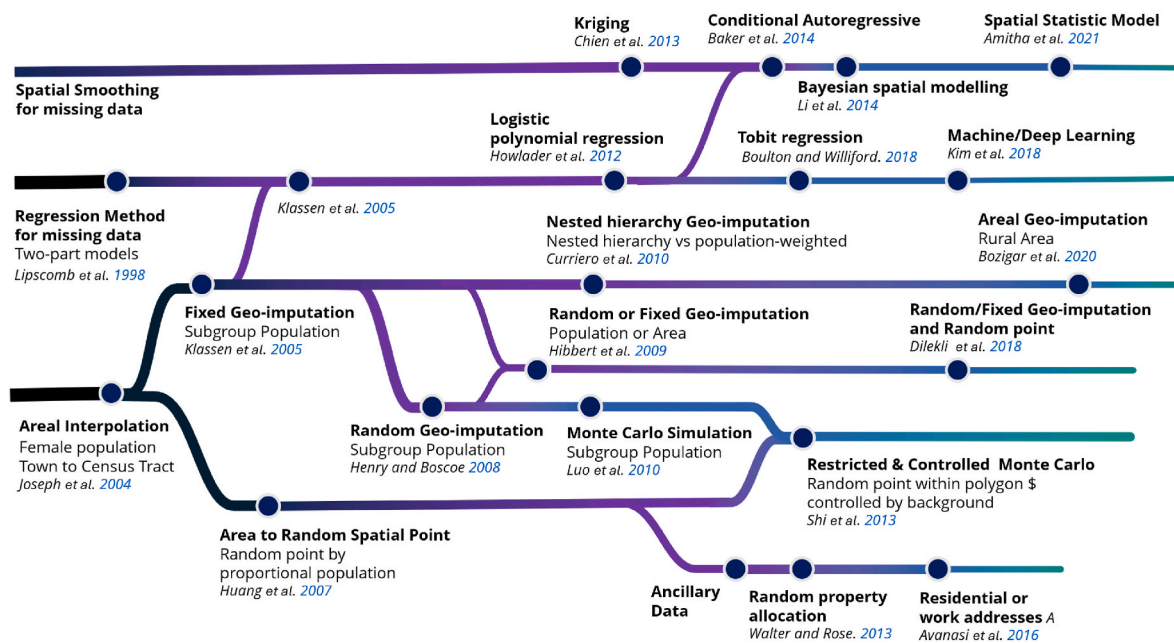 Kriging
Chien et al. 2013
Conditional Autoregressive
Baker et al. 2014
Spatial Statistic Model
Amitha et al. 2021
Spatial Smoothing
for missing data
Bayesian spatial modelling
Li et al. 2014
Logistic
polynomial regression
Howlader et al. 2012
Tobit regression
Boulton and Williford. 2018
Machine/Deep Learning
Kim et al. 2018
Regression Method
for missing data
Two-part models
Lipscomb et al. 1998
Klassen et al. 2005
Nested hierarchy Geo-imputation
Nested hierarchy vs population-weighted
Curriero et al. 2010
Areal Geo-imputation
Rural Area
Bozigar et al. 2020
Fixed Geo-imputation
Subgroup Population
Klassen et al. 2005
Random or Fixed Geo-imputation
Population or Area
Hibbert et al. 2009
Random/Fixed Geo-imputation
and Random point
Dilekli et al. 2018
Areal Interpolation
Female population
Town to Census Tract
Joseph et al. 2004
Random Geo-imputation
Subgroup Population
Henry and Boscoe 2008
Monte Carlo Simulation
Subgroup Population
Luo et al. 2010
Restricted & Controlled Monte Carlo
Random point within polygon $
controlled by background
Shi et al. 2013
Area to Random Spatial Point
Random point by
proportional population
Huang et al. 2007
Ancillary
Data
Random property
allocation
Walter and Rose. 2013
Residential or
work addresses A
Avanasi et al. 2016